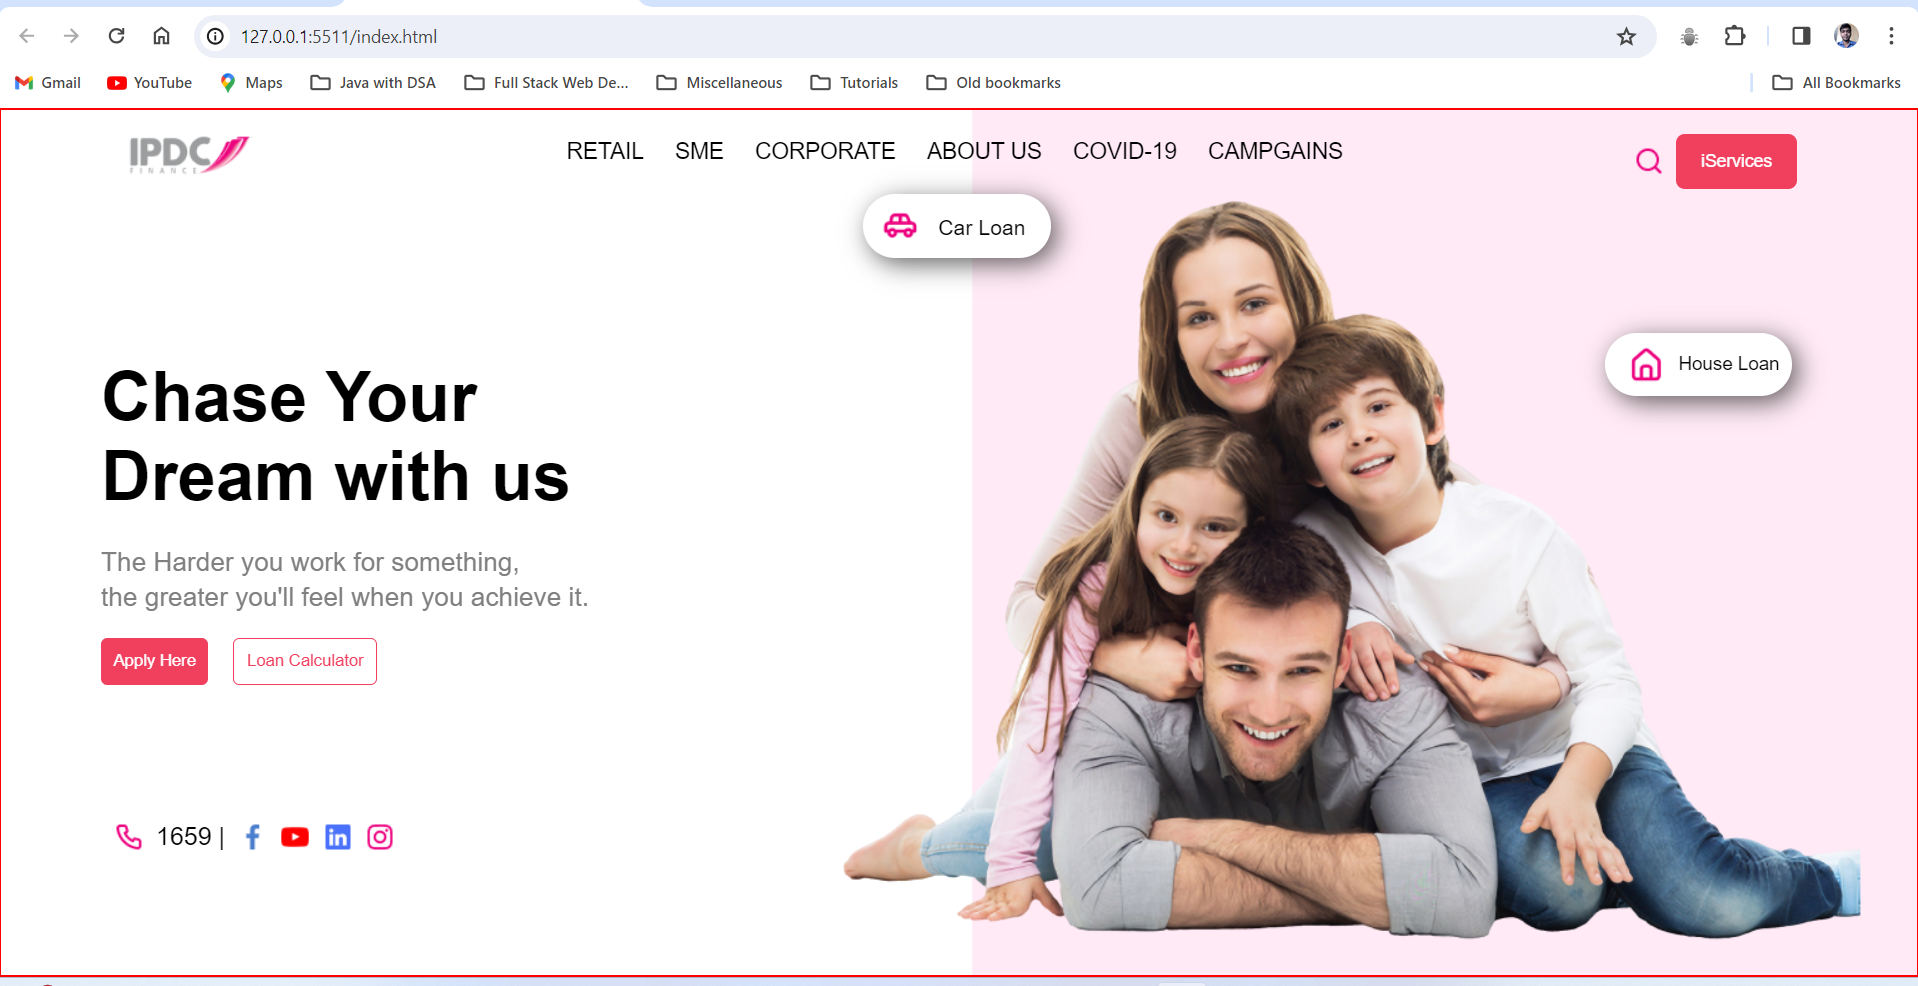 127.0.0.1:5511/index.html
Gmail YouTube Maps Java with DSA Full Stack Web De... Miscellaneous Tutorials Old bookmarks All Bookmarks
IPDC
FINANCE
RETAIL SME CORPORATE ABOUT US COVID-19 CAMPGAINS
iServices
Car Loan
House Loan
Chase Your
Dream with us
The Harder you work for something,
the greater you'll feel when you achieve it.
Apply Here Loan Calculator
1659 |